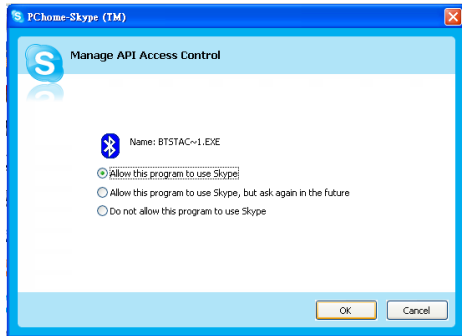 PChome-Skype (TM)
Manage API Access Control
Name: BTSTAC~1.EXE
Allow this program to use Skype
Allow this program to use Skype, but ask again in the future
Do not allow this program to use Skype
OK
Cancel